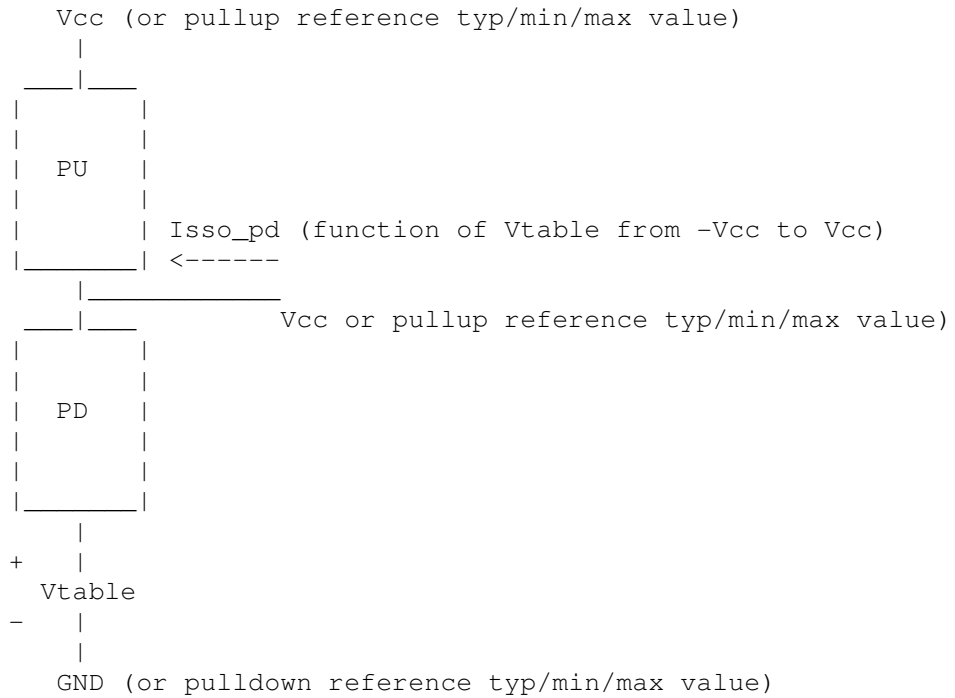 Vcc (or pullup reference typ/min/max value)
PU
Isso_pd (function of Vtable from -Vcc to Vcc)
<------
Vcc or pullup reference typ/min/max value)
PD
+
Vtable
-
GND (or pulldown reference typ/min/max value)